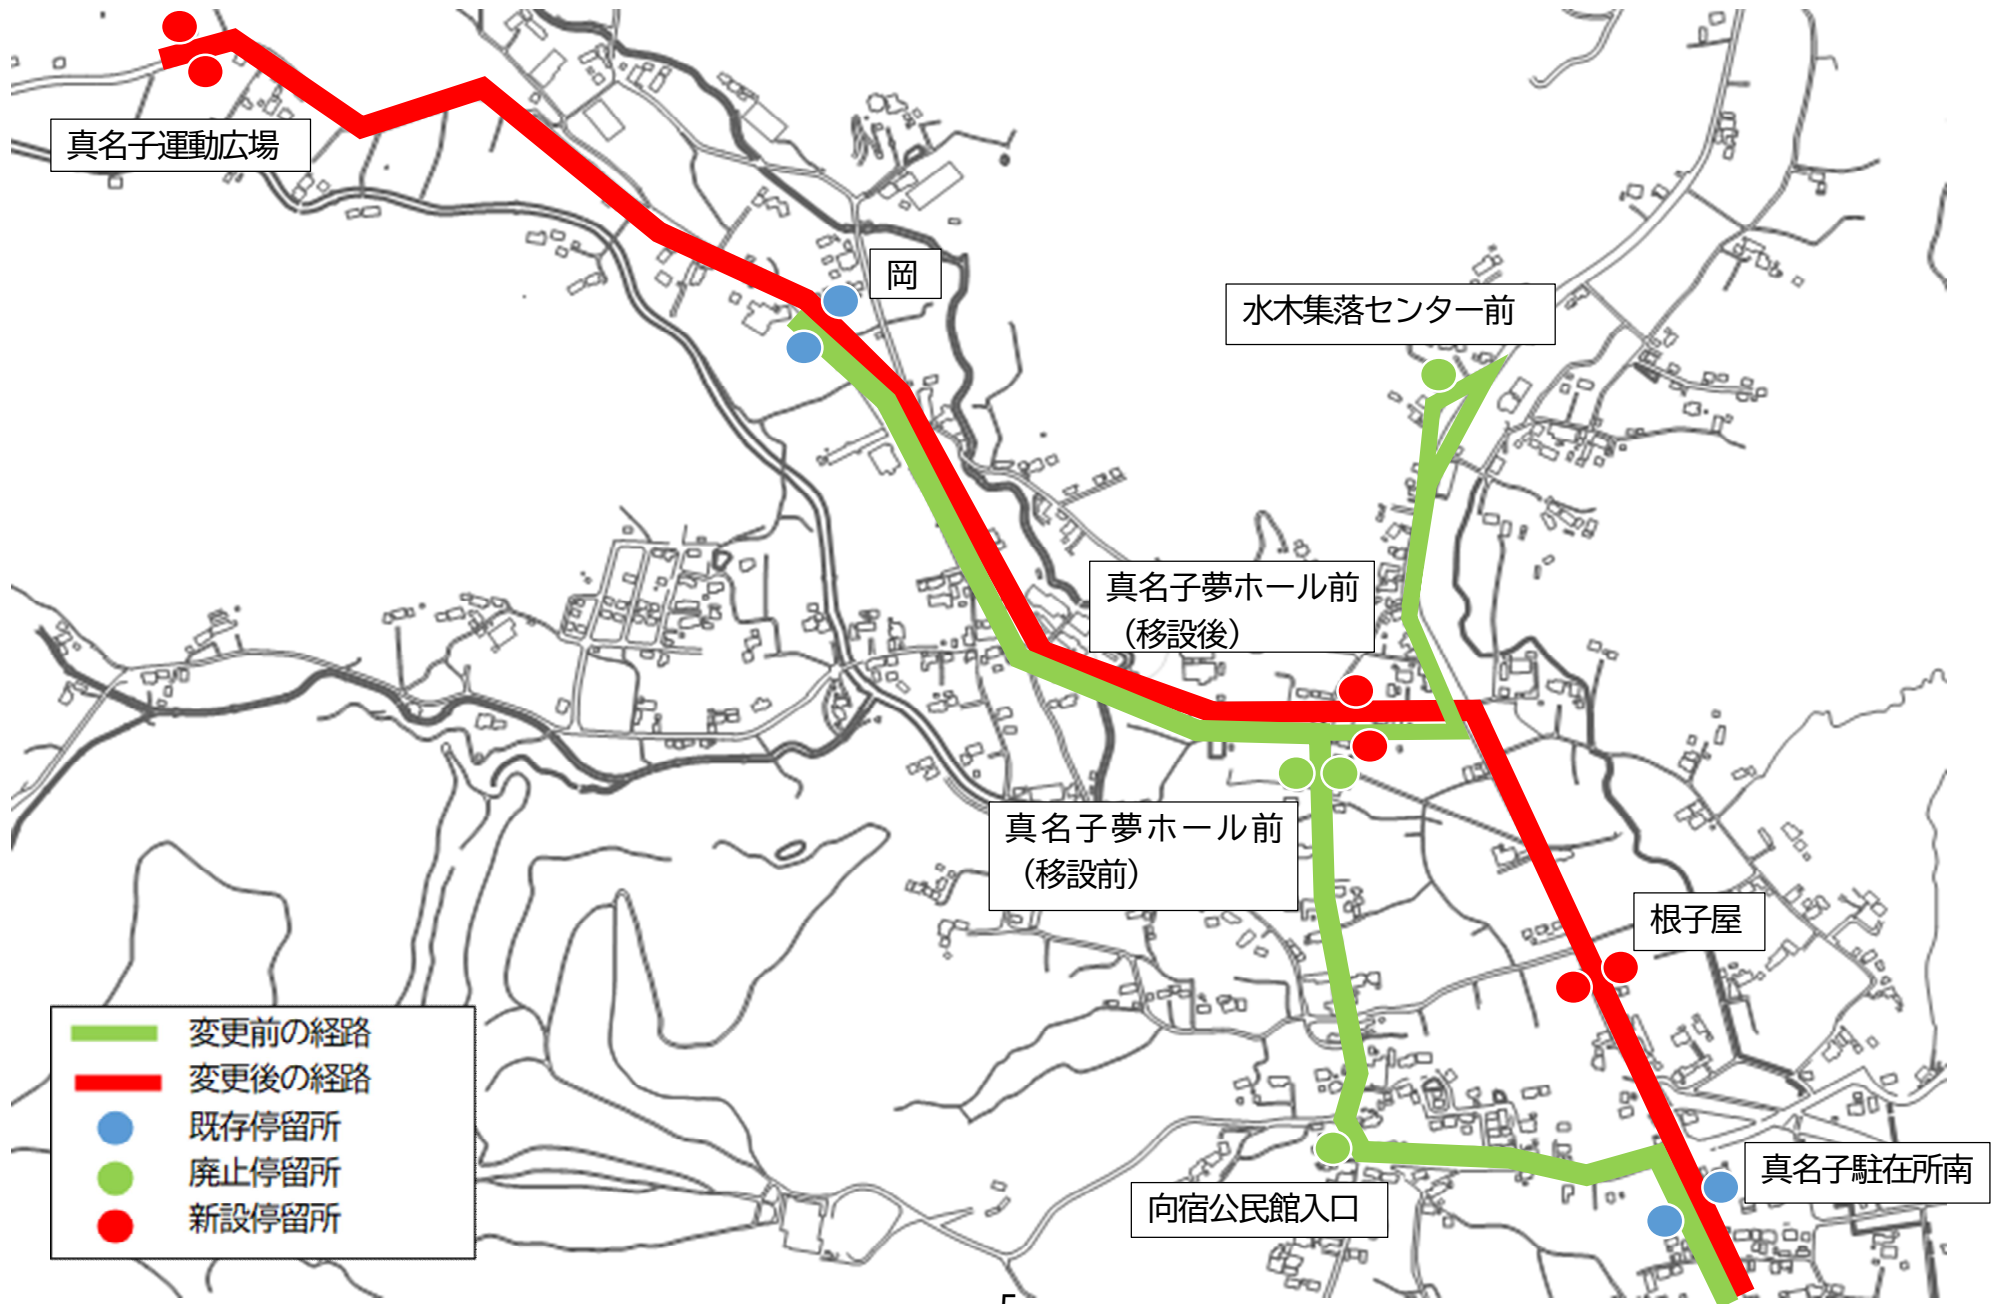 真名子運動広場
岡
水木集落センター前
真名子夢ホール前
（移設後）
真名子夢ホール前
（移設前）
根子屋
真名子駐在所南
向宿公民館入口
変更前の経路
変更後の経路
既存停留所
廃止停留所
新設停留所
5